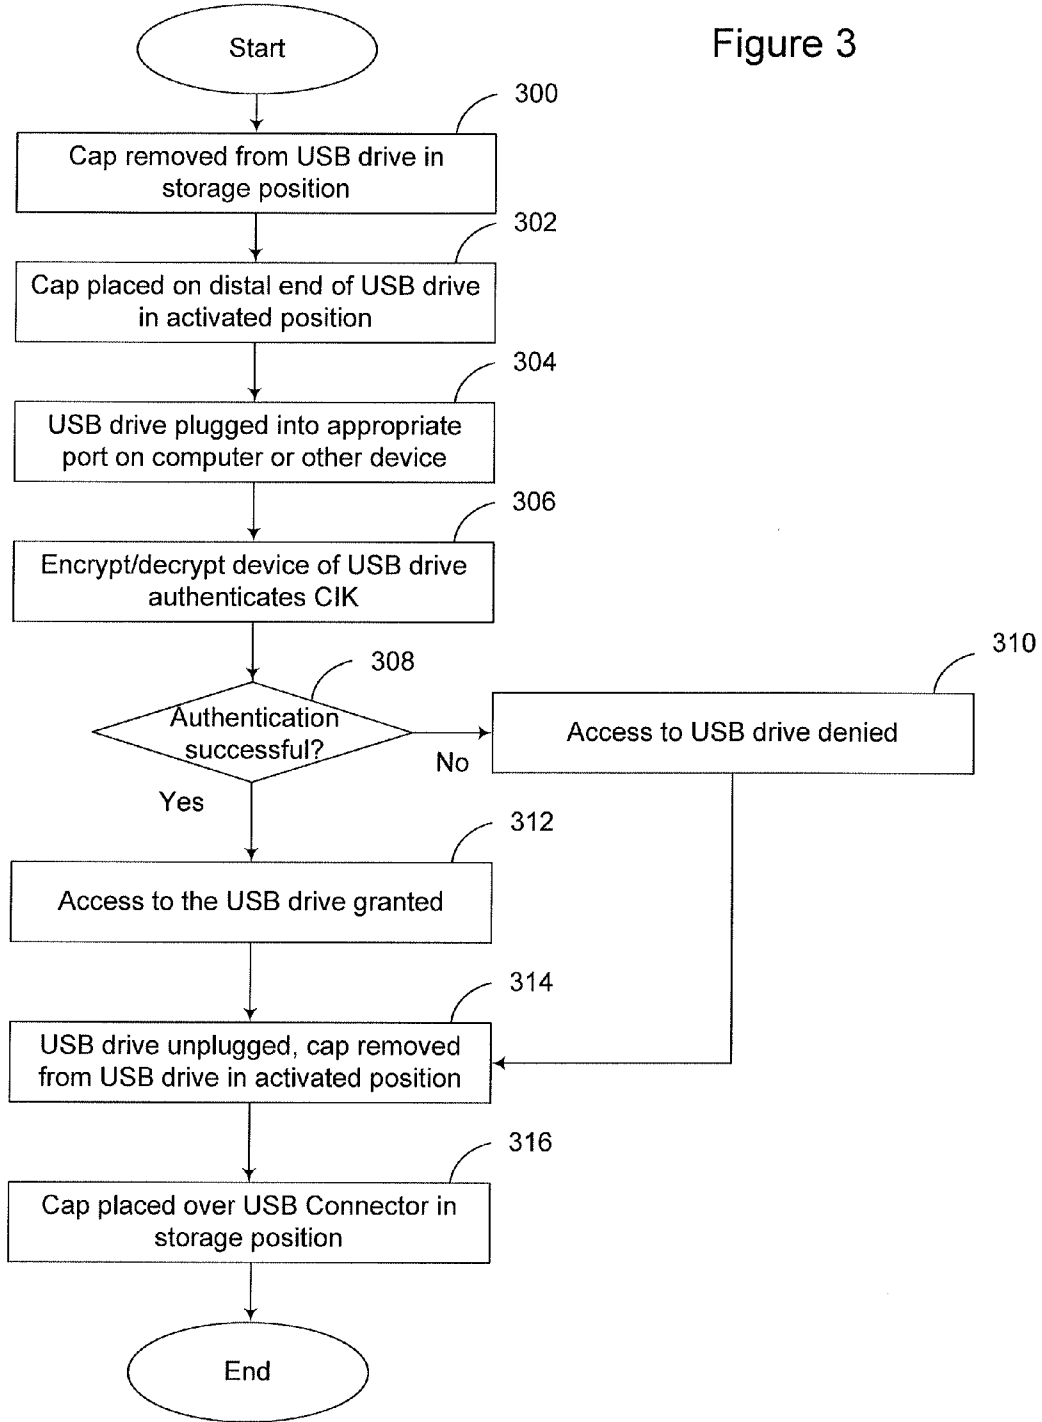 Start
Figure 3
300
Cap removed from USB drive in
storage position
302
Cap placed on distal end of USB drive
in activated position
304
USB drive plugged into appropriate
port on computer or other device
306
Encrypt/decrypt device of USB drive
authenticates CIK
308
Authentication
successful?
310
Access to USB drive denied
No
Yes
312
Access to the USB drive granted
314
USB drive unplugged, cap removed
from USB drive in activated position
316
Cap placed over USB Connector in
storage position
End